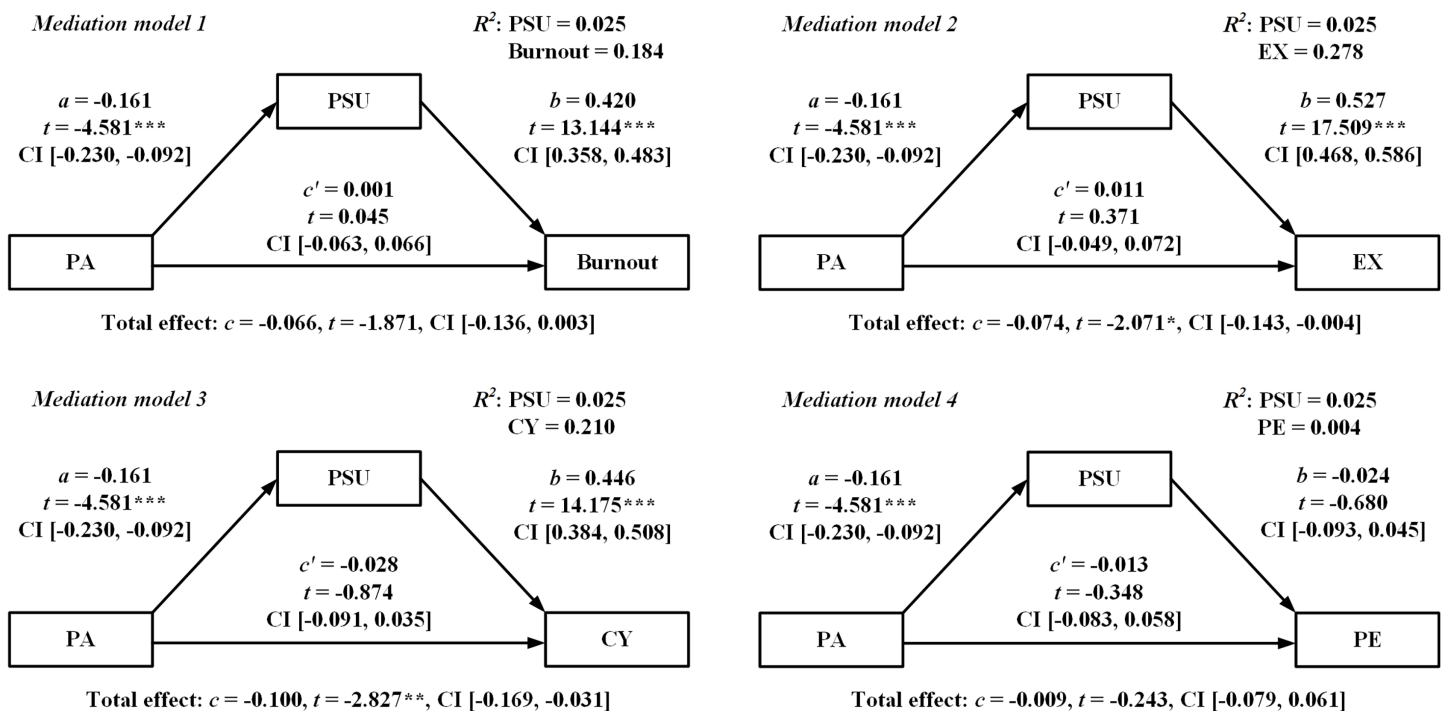 Mediation model 1
R²: PSU = 0.025
Burnout = 0.184
a = -0.161
t = -4.581***
CI [-0.230, -0.092]
PSU
b = 0.420
t = 13.144***
CI [0.358, 0.483]
c' = 0.001
t = 0.045
CI [-0.063, 0.066]
PA
Burnout
Total effect: c = -0.066, t = -1.871, CI [-0.136, 0.003]
Mediation model 2
R²: PSU = 0.025
EX = 0.278
a = -0.161
t = -4.581***
CI [-0.230, -0.092]
PSU
b = 0.527
t = 17.509***
CI [0.468, 0.586]
c' = 0.011
t = 0.371
CI [-0.049, 0.072]
PA
EX
Total effect: c = -0.074, t = -2.071*, CI [-0.143, -0.004]
Mediation model 3
R²: PSU = 0.025
CY = 0.210
a = -0.161
t = -4.581***
CI [-0.230, -0.092]
PSU
b = 0.446
t = 14.175***
CI [0.384, 0.508]
c' = -0.028
t = -0.874
CI [-0.091, 0.035]
PA
CY
Total effect: c = -0.100, t = -2.827**, CI [-0.169, -0.031]
Mediation model 4
R²: PSU = 0.025
PE = 0.004
a = -0.161
t = -4.581***
CI [-0.230, -0.092]
PSU
b = -0.024
t = -0.680
CI [-0.093, 0.045]
c' = -0.013
t = -0.348
CI [-0.083, 0.058]
PA
PE
Total effect: c = -0.009, t = -0.243, CI [-0.079, 0.061]